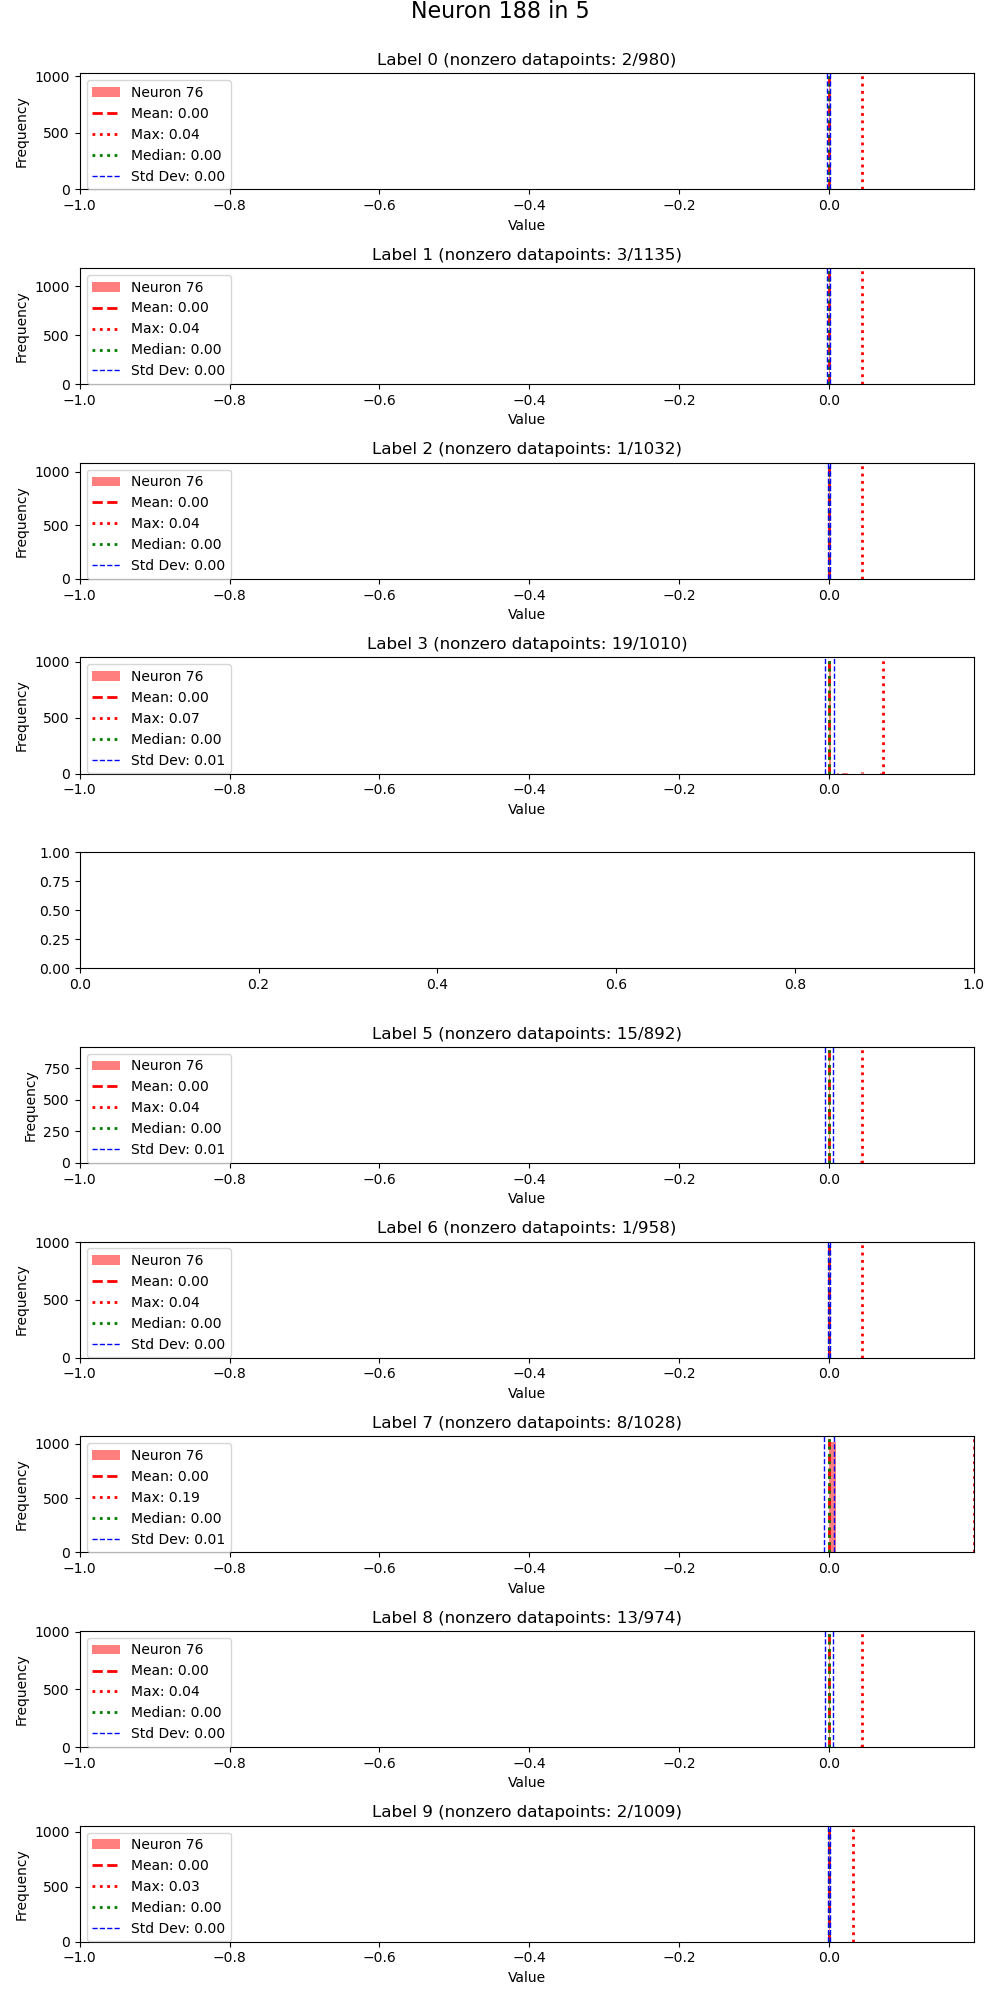 Neuron 188 in 5
Label 0 (nonzero datapoints: 2/980)
Frequency
1000
500
0
Neuron 76
Mean: 0.00
Max: 0.04
Median: 0.00
Std Dev: 0.00
−1.0 −0.8 −0.6 −0.4 −0.2 0.0
Value
Label 1 (nonzero datapoints: 3/1135)
Frequency
1000
500
0
Neuron 76
Mean: 0.00
Max: 0.04
Median: 0.00
Std Dev: 0.00
−1.0 −0.8 −0.6 −0.4 −0.2 0.0
Value
Label 2 (nonzero datapoints: 1/1032)
Frequency
1000
500
0
Neuron 76
Mean: 0.00
Max: 0.04
Median: 0.00
Std Dev: 0.00
−1.0 −0.8 −0.6 −0.4 −0.2 0.0
Value
Label 3 (nonzero datapoints: 19/1010)
Frequency
1000
500
0
Neuron 76
Mean: 0.00
Max: 0.07
Median: 0.00
Std Dev: 0.01
−1.0 −0.8 −0.6 −0.4 −0.2 0.0
Value
1.00
0.75
0.50
0.25
0.00
0.0 0.2 0.4 0.6 0.8 1.0
Label 5 (nonzero datapoints: 15/892)
Frequency
750
500
250
0
Neuron 76
Mean: 0.00
Max: 0.04
Median: 0.00
Std Dev: 0.01
−1.0 −0.8 −0.6 −0.4 −0.2 0.0
Value
Label 6 (nonzero datapoints: 1/958)
Frequency
1000
500
0
Neuron 76
Mean: 0.00
Max: 0.04
Median: 0.00
Std Dev: 0.00
−1.0 −0.8 −0.6 −0.4 −0.2 0.0
Value
Label 7 (nonzero datapoints: 8/1028)
Frequency
1000
500
0
Neuron 76
Mean: 0.00
Max: 0.19
Median: 0.00
Std Dev: 0.01
−1.0 −0.8 −0.6 −0.4 −0.2 0.0
Value
Label 8 (nonzero datapoints: 13/974)
Frequency
1000
500
0
Neuron 76
Mean: 0.00
Max: 0.04
Median: 0.00
Std Dev: 0.00
−1.0 −0.8 −0.6 −0.4 −0.2 0.0
Value
Label 9 (nonzero datapoints: 2/1009)
Frequency
1000
500
0
Neuron 76
Mean: 0.00
Max: 0.03
Median: 0.00
Std Dev: 0.00
−1.0 −0.8 −0.6 −0.4 −0.2 0.0
Value